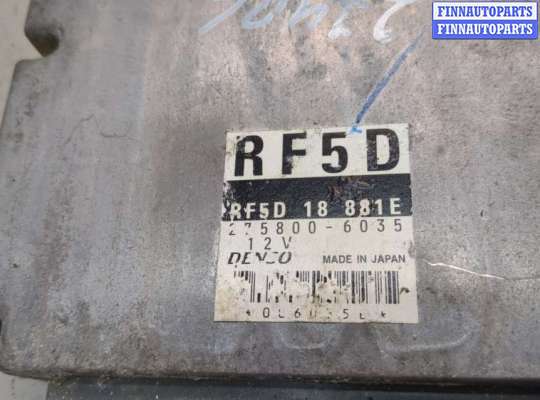 FINNAUTOPARTS
FINNAUTOPARTS
RF5D
RF5D 18 881E
275800-6035
12V
DENSO MADE IN JAPAN